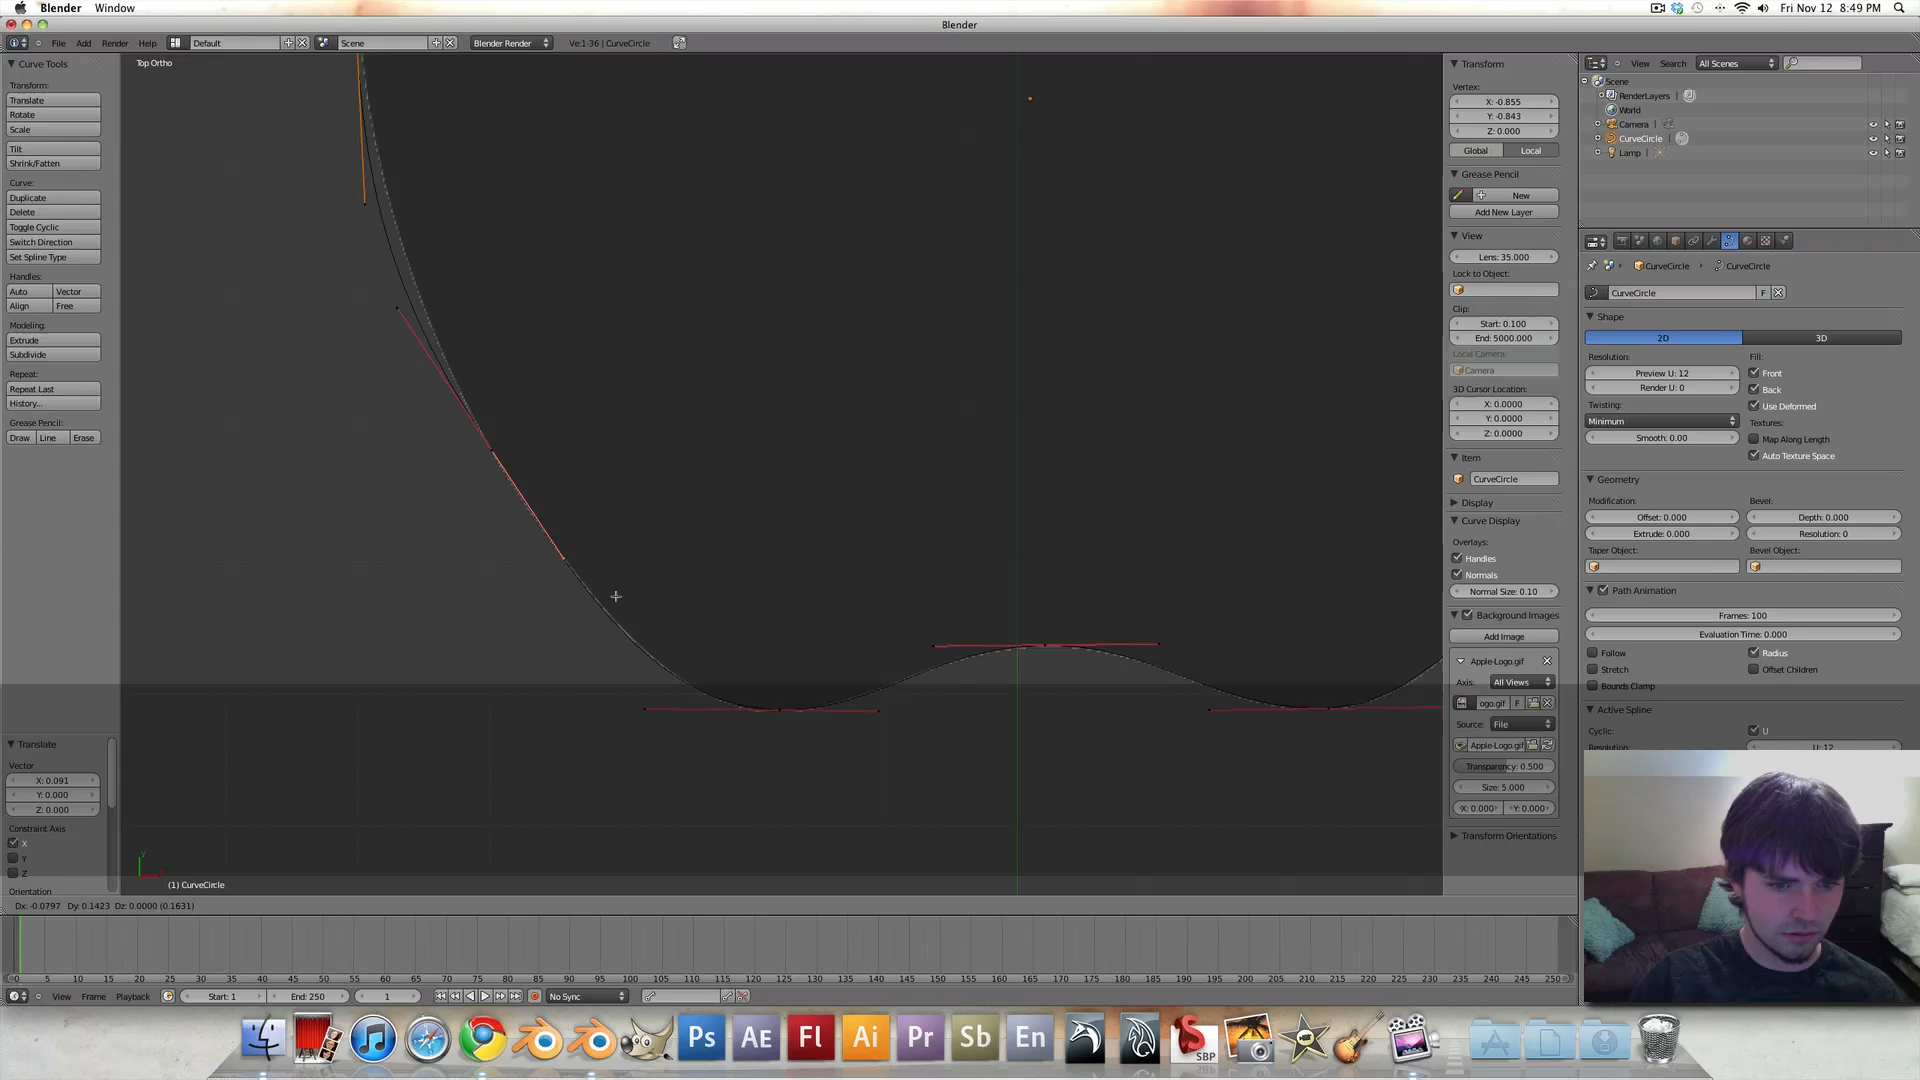 Blender Window
Fri Nov 12 8:49 PM
Blender
File Add Render Help Default Scene Blender Render Ve:1-36 | CurveCircle
View Search All Scenes
Curve Tools
Transform:
Translate
Rotate
Scale
Tilt
Shrink/Fatten
Curve:
Duplicate
Delete
Toggle Cyclic
Switch Direction
Set Spline Type
Handles:
Auto Vector
Align Free
Modeling:
Extrude
Subdivide
Repeat:
Repeat Last
History...
Grease Pencil:
Draw Line Erase
Translate
Vector
X: 0.091
Y: 0.000
Z: 0.000
Constraint Axis
X
Y
Z
Orientation
Top Ortho
(1) CurveCircle
Dx: -0.0797 Dy: 0.1423 Dz: 0.0000 (0.1631)
Transform
Vertex:
X: -0.855
Y: -0.843
Z: 0.000
Global Local
Grease Pencil
New
Add New Layer
View
Lens: 35.000
Lock to Object:
Clip:
Start: 0.100
End: 5000.000
Local Camera:
Camera
3D Cursor Location:
X: 0.0000
Y: 0.0000
Z: 0.0000
Item
CurveCircle
Display
Curve Display
Overlays:
Handles
Normals
Normal Size: 0.10
Background Images
Add Image
Apple-Logo.gif
Axis: All Views
ogo.gif F
Source: File
Apple-Logo.gif
Transparency: 0.500
Size: 5.000
X: 0.000 Y: 0.000
Transform Orientations
Scene
RenderLayers
World
Camera
CurveCircle
Lamp
CurveCircle CurveCircle
CurveCircle F
Shape
2D 3D
Resolution: Fill:
Preview U: 12 Front
Render U: 0 Back
Twisting: Use Deformed
Minimum Textures:
Smooth: 0.00 Map Along Length
Auto Texture Space
Geometry
Modification: Bevel:
Offset: 0.000 Depth: 0.000
Extrude: 0.000 Resolution: 0
Taper Object: Bevel Object:
Path Animation
Frames: 100
Evaluation Time: 0.000
Follow Radius
Stretch Offset Children
Bounds Clamp
Active Spline
Cyclic: U
Resolution: U: 12
0 5 10 15 20 25 30 35 40 45 50 55 60 65 70 75 80 85 90 95 100 105 110 115 120 125 130 135 140 145 150 155 160 165 170 175 180 185 190 195 200 205 210 215 220 225 230 235 240 245 250
View Frame Playback Start: 1 End: 250 1 No Sync
Ps AE Fl Ai Pr Sb En S SBP